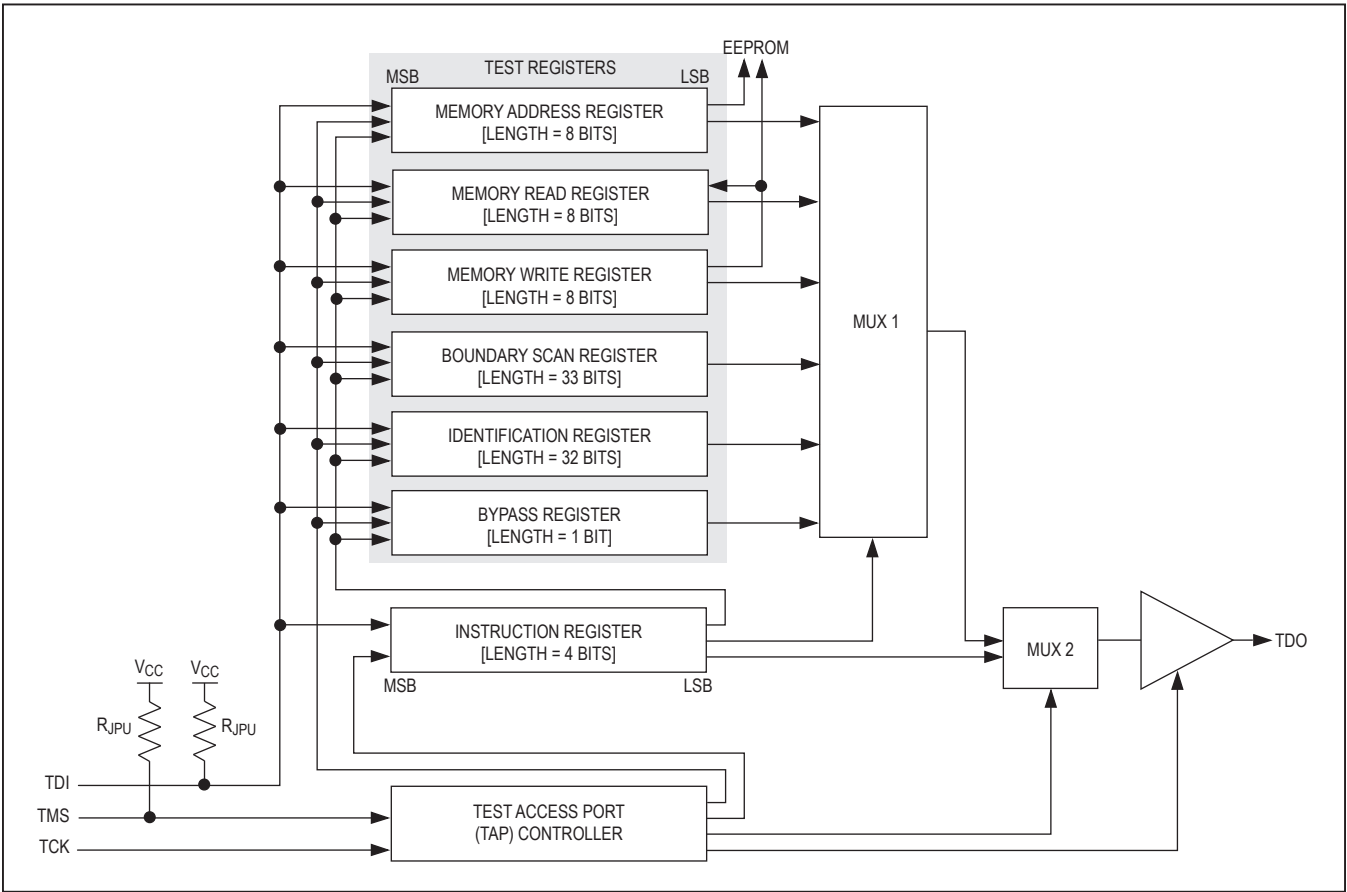 EEPROM
TEST REGISTERS
MSB
LSB
MEMORY ADDRESS REGISTER
[LENGTH = 8 BITS]
MEMORY READ REGISTER
[LENGTH = 8 BITS]
MEMORY WRITE REGISTER
[LENGTH = 8 BITS]
MUX 1
BOUNDARY SCAN REGISTER
[LENGTH = 33 BITS]
IDENTIFICATION REGISTER
[LENGTH = 32 BITS]
BYPASS REGISTER
[LENGTH = 1 BIT]
INSTRUCTION REGISTER
[LENGTH = 4 BITS]
MSB
LSB
MUX 2
TDO
VCC
VCC
RJPU
RJPU
TDI
TMS
TCK
TEST ACCESS PORT
(TAP) CONTROLLER